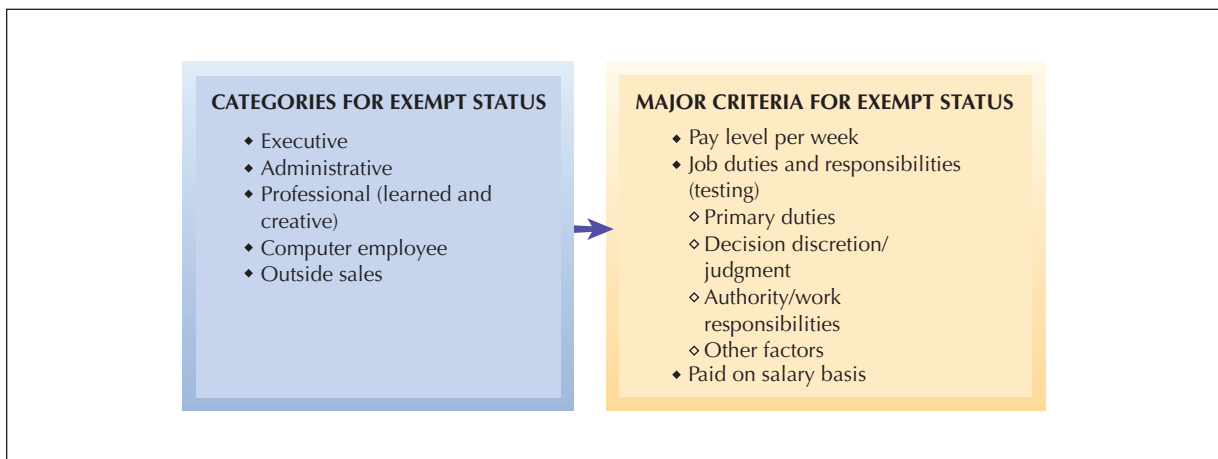 CATEGORIES FOR EXEMPT STATUS
◆ Executive
◆ Administrative
◆ Professional (learned and
creative)
◆ Computer employee
◆ Outside sales
MAJOR CRITERIA FOR EXEMPT STATUS
◆ Pay level per week
◆ Job duties and responsibilities
(testing)
◇ Primary duties
◇ Decision discretion/
judgment
◇ Authority/work
responsibilities
◇ Other factors
◆ Paid on salary basis